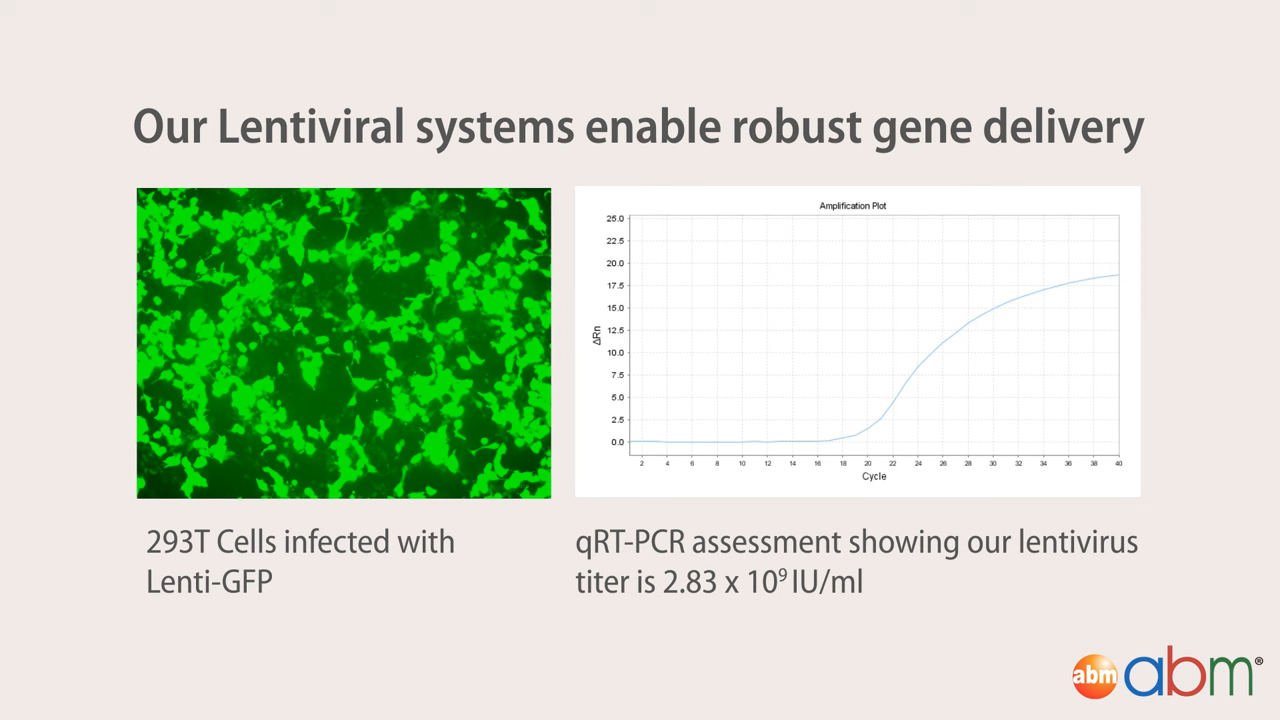 Our Lentiviral systems enable robust gene delivery
Amplification Plot
25.0
22.5
20.0
17.5
15.0
12.5
10.0
7.5
5.0
2.5
0.0
ΔRn
2 4 6 8 10 12 14 16 18 20 22 24 26 28 30 32 34 36 38 40
Cycle
293T Cells infected with
Lenti-GFP
qRT-PCR assessment showing our lentivirus
titer is 2.83 x 10⁹ IU/ml
abm abm®